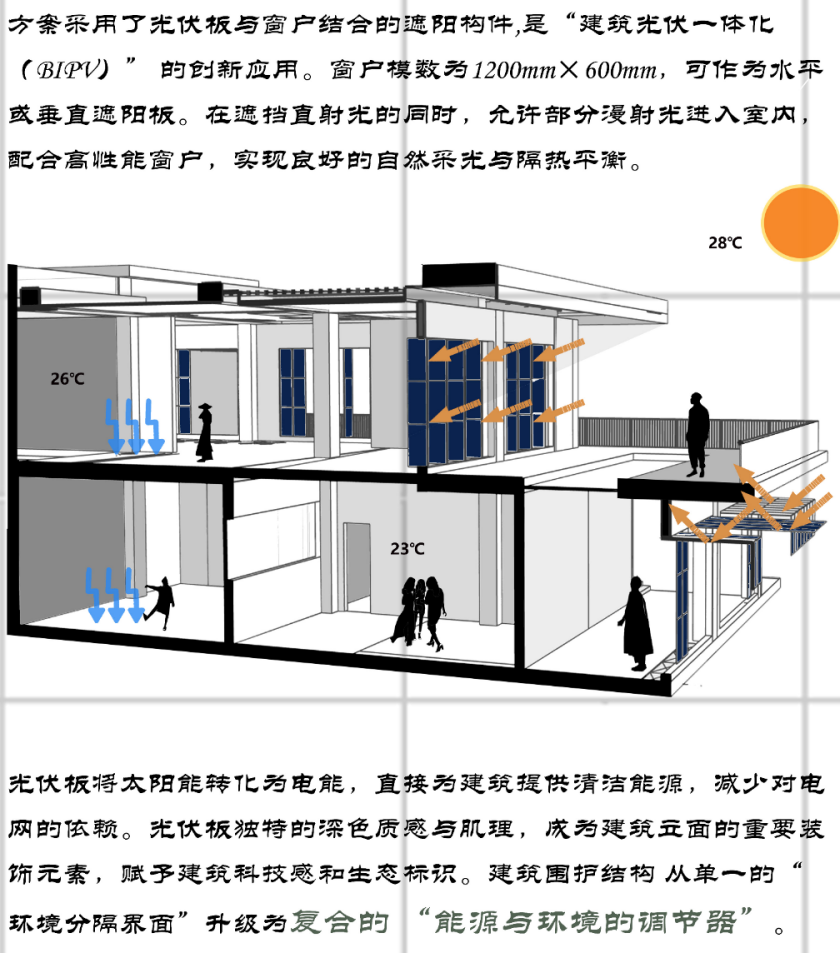 方案采用了光伏板与窗户结合的遮阳构件,是“建筑光伏一体化
（BIPV）” 的创新应用。窗户模数为1200mm×600mm，可作为水平
或垂直遮阳板。在遮挡直射光的同时，允许部分漫射光进入室内，
配合高性能窗户，实现良好的自然采光与隔热平衡。
28℃
26℃
23℃
光伏板将太阳能转化为电能，直接为建筑提供清洁能源，减少对电
网的依赖。光伏板独特的深色质感与肌理，成为建筑立面的重要装
饰元素，赋予建筑科技感和生态标识。建筑围护结构 从单一的“
环境分隔界面”升级为复合的 “能源与环境的调节器”。